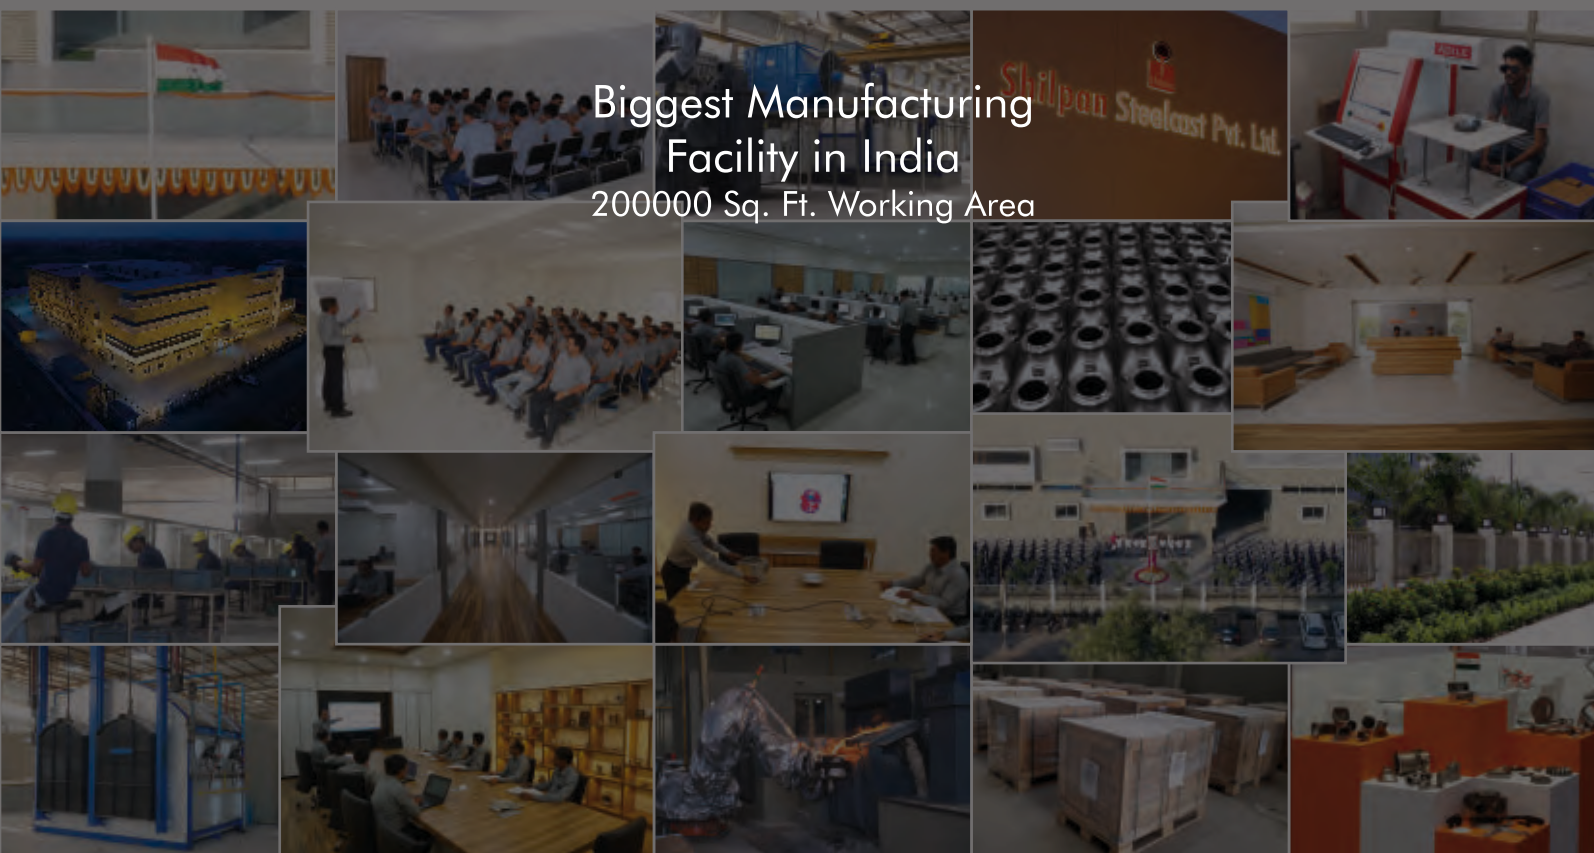 Biggest Manufacturing
Facility in India
200000 Sq. Ft. Working Area
Shilpan Steelcast Pvt. Ltd.